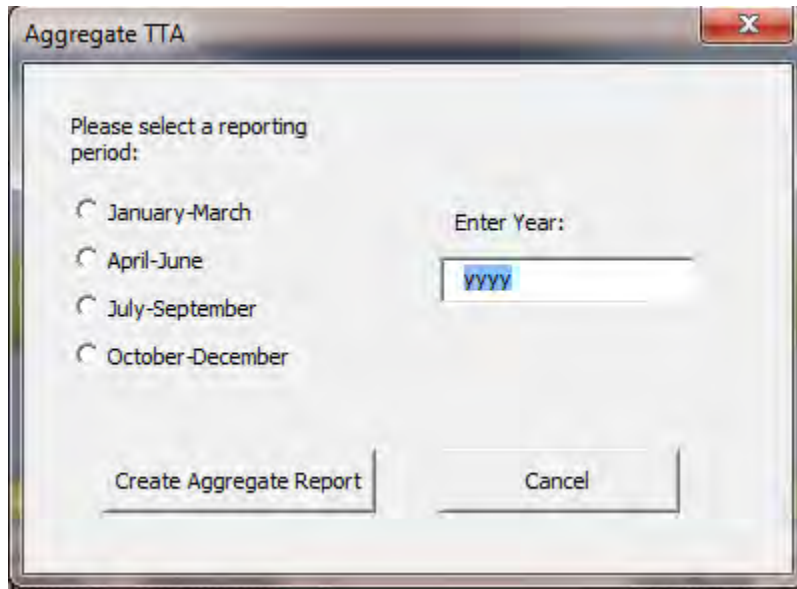 Aggregate TTA
Please select a reporting
period:
January-March
April-June
July-September
October-December
Enter Year:
yyyy
Create Aggregate Report
Cancel